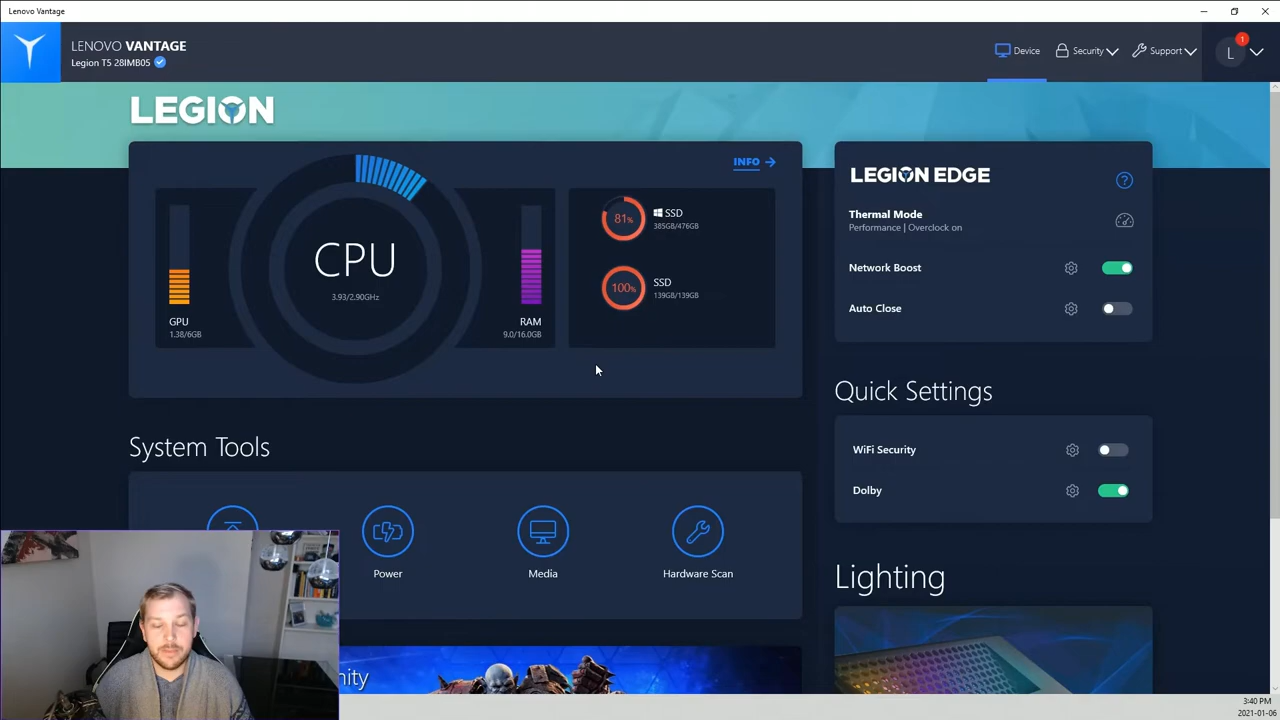 Lenovo Vantage
LENOVO VANTAGE
Legion T5 28IMB05
Device
Security
Support
L
1
LEGION
INFO
CPU
3.93/2.90GHz
GPU
1.38/6GB
RAM
9.0/16.0GB
81%
SSD
385GB/476GB
100%
SSD
139GB/139GB
LEGION EDGE
?
Thermal Mode
Performance | Overclock on
Network Boost
Auto Close
Quick Settings
WiFi Security
Dolby
System Tools
Power
Media
Hardware Scan
Lighting
nity
3:40 PM
2021-01-06